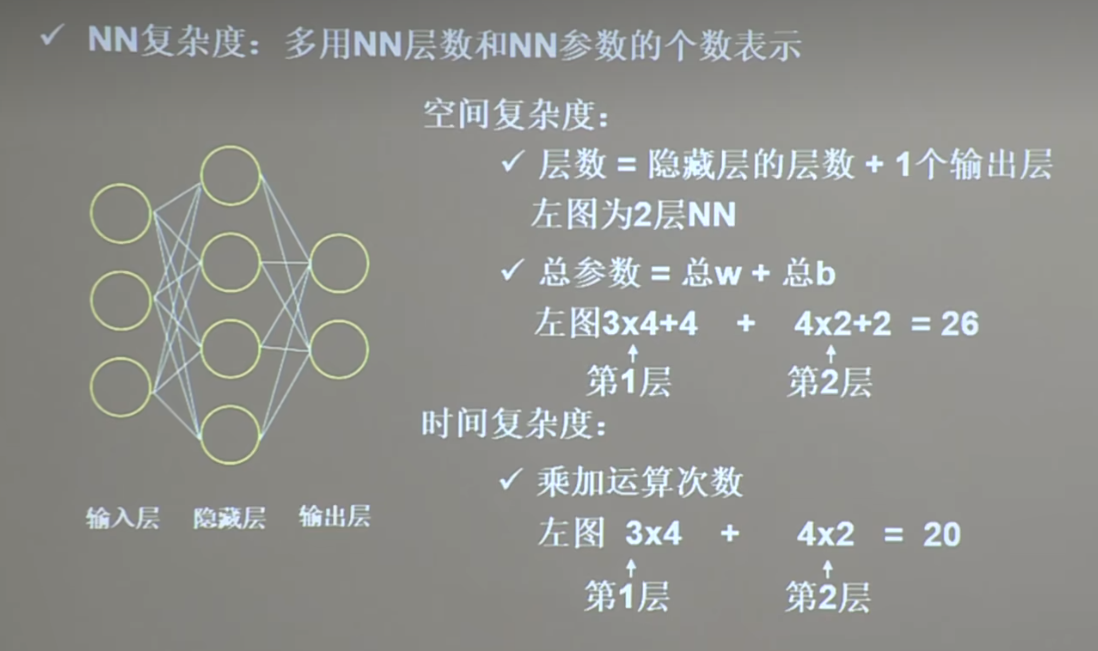 ✓ NN复杂度：多用NN层数和NN参数的个数表示
空间复杂度：
✓ 层数 = 隐藏层的层数 + 1个输出层
左图为2层NN
✓ 总参数 = 总w + 总b
左图3x4+4 + 4x2+2 = 26
第1层 第2层
时间复杂度：
✓ 乘加运算次数
左图 3x4 + 4x2 = 20
第1层 第2层
输入层 隐藏层 输出层